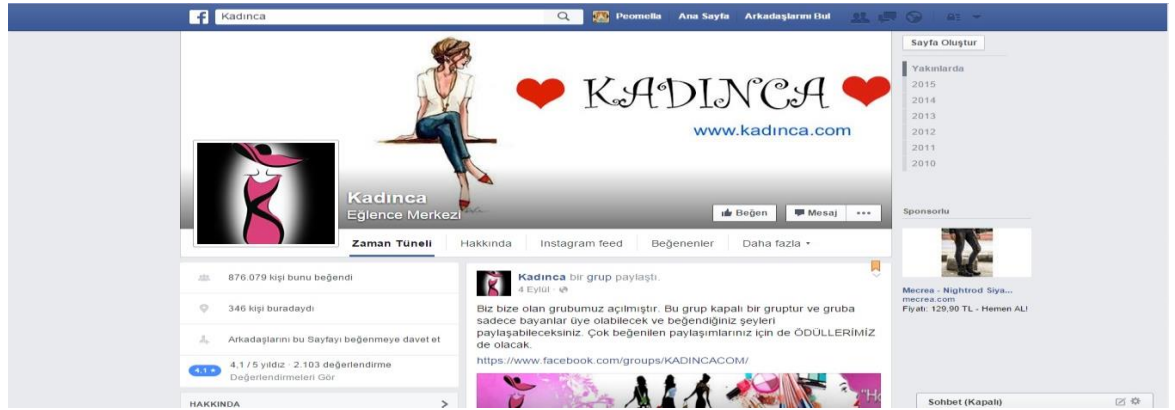 Kadınca
Peomella Ana Sayfa Arkadaşlarını Bul
KADINCA
www.kadınca.com
Kadınca
Eğlence Merkezi
Beğen
Mesaj
Zaman Tüneli Hakkında Instagram feed Beğenenler Daha fazla
876.079 kişi bunu beğendi
346 kişi buradaydı
Arkadaşlarını bu Sayfayı beğenmeye davet et
4,1 ★
4,1 / 5 yıldız · 2.103 değerlendirme
Değerlendirmeleri Gör
HAKKINDA
Kadınca bir grup paylaştı.
4 Eylül
Biz bize olan grubumuz açılmıştır. Bu grup kapalı bir gruptur ve gruba
sadece bayanlar üye olabilecek ve beğendiğiniz şeyleri
paylaşabileceksiniz. Çok beğenilen paylaşımlarınız için de ÖDÜLLERİMİZ
de olacak.
https://www.facebook.com/groups/KADINCACOM/
Sayfa Oluştur
Yakınlarda
2015
2014
2013
2012
2011
2010
Sponsorlu
Mecrea - Nightrod Siya...
mecrea.com
Fiyatı: 129,90 TL - Hemen AL!
Sohbet (Kapalı)